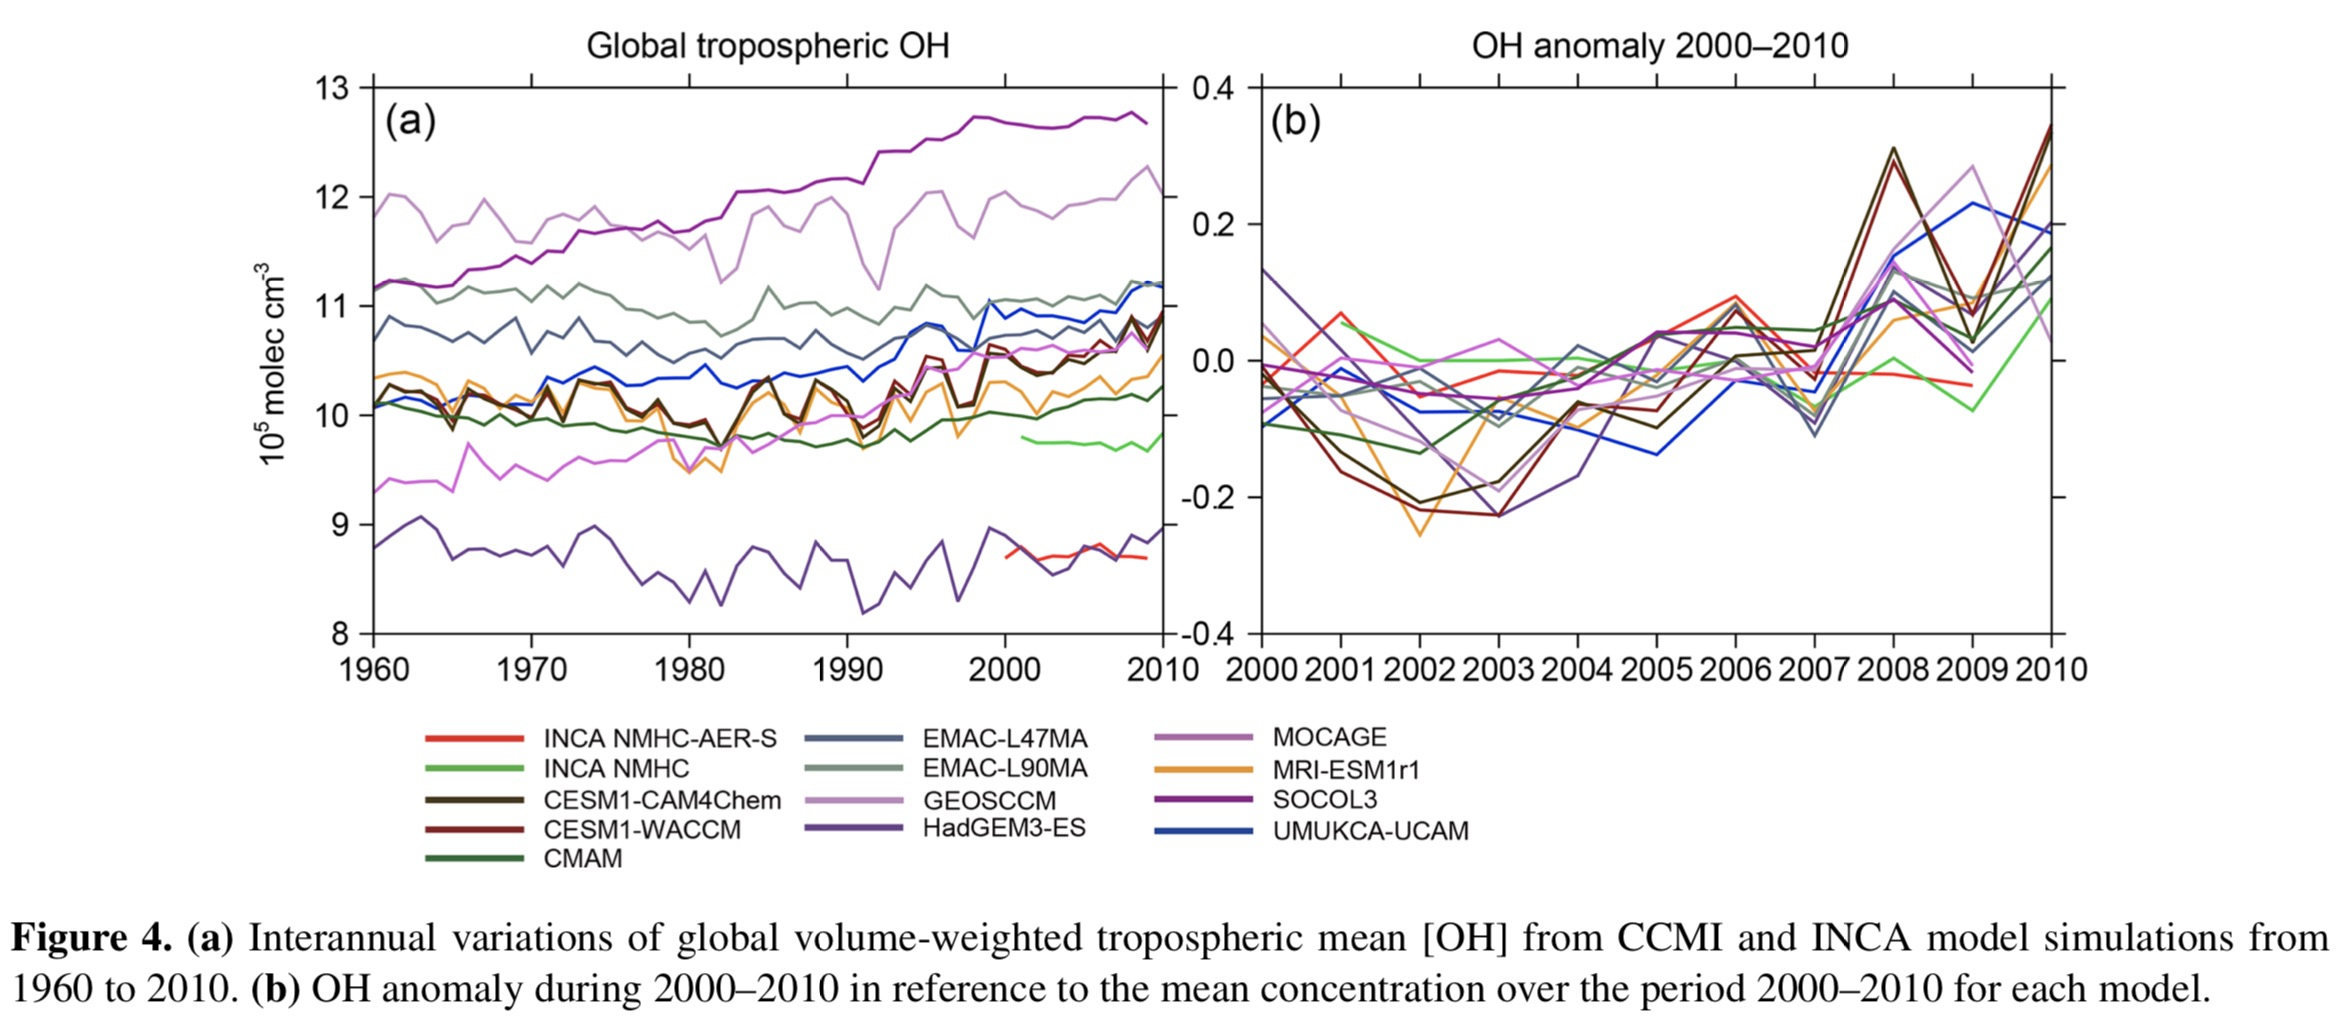 Global tropospheric OH
OH anomaly 2000–2010
(a)
13
12
11
10
9
8
10⁵ molec cm⁻³
1960 1970 1980 1990 2000 2010
(b)
0.4
0.2
0.0
-0.2
-0.4
2000 2001 2002 2003 2004 2005 2006 2007 2008 2009 2010
INCA NMHC-AER-S
INCA NMHC
CESM1-CAM4Chem
CESM1-WACCM
CMAM
EMAC-L47MA
EMAC-L90MA
GEOSCCM
HadGEM3-ES
MOCAGE
MRI-ESM1r1
SOCOL3
UMUKCA-UCAM
Figure 4. (a) Interannual variations of global volume-weighted tropospheric mean [OH] from CCMI and INCA model simulations from
1960 to 2010. (b) OH anomaly during 2000–2010 in reference to the mean concentration over the period 2000–2010 for each model.